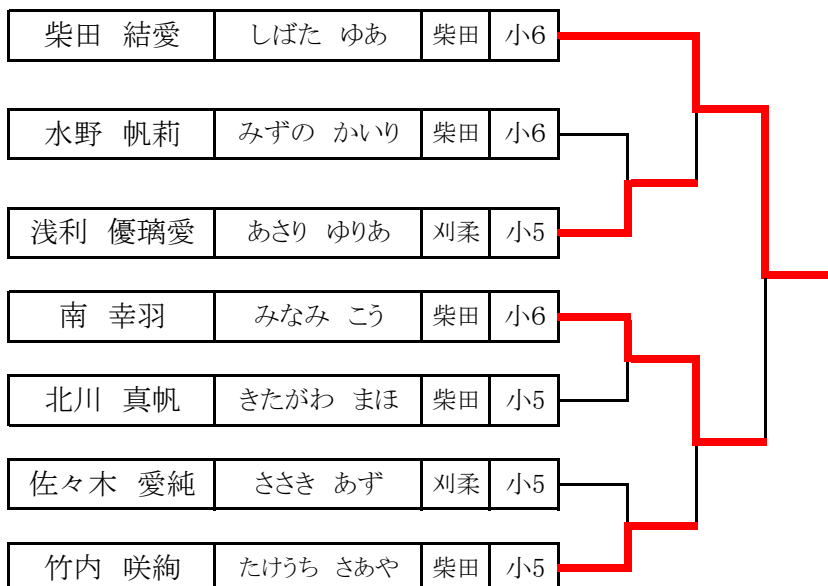 柴田 結愛 しばた ゆあ 柴田 小6
水野 帆莉 みずの かいり 柴田 小6
浅利 優璃愛 あさり ゆりあ 刈柔 小5
南 幸羽 みなみ こう 柴田 小6
北川 真帆 きたがわ まほ 柴田 小5
佐々木 愛純 ささき あず 刈柔 小5
竹内 咲絢 たけうち さあや 柴田 小5